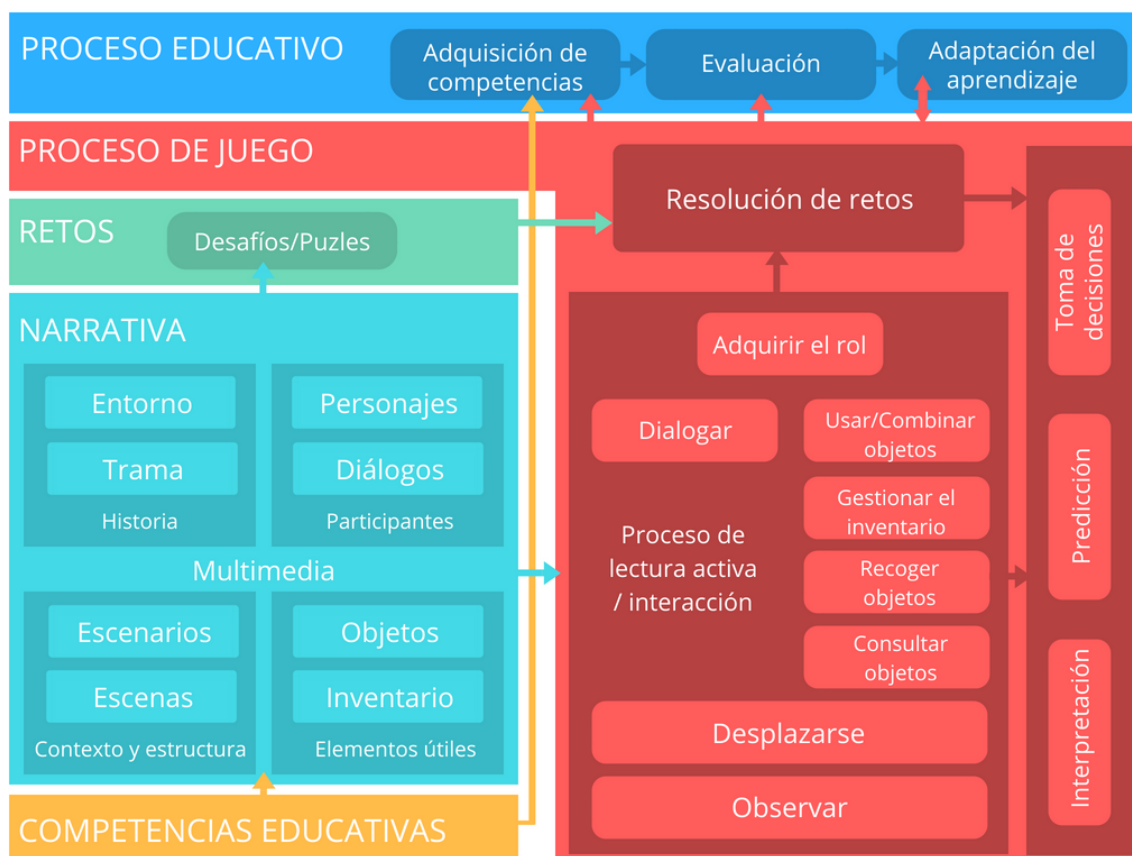 PROCESO EDUCATIVO
Adquisición de
competencias
Evaluación
Adaptación del
aprendizaje
PROCESO DE JUEGO
Resolución de retos
RETOS
Desafíos/Puzles
NARRATIVA
Entorno
Trama
Historia
Personajes
Diálogos
Participantes
Multimedia
Escenarios
Escenas
Contexto y estructura
Objetos
Inventario
Elementos útiles
COMPETENCIAS EDUCATIVAS
Adquirir el rol
Dialogar
Usar/Combinar
objetos
Gestionar el
inventario
Proceso de
lectura activa
/ interacción
Recoger
objetos
Consultar
objetos
Desplazarse
Observar
Toma de
decisiones
Predicción
Interpretación